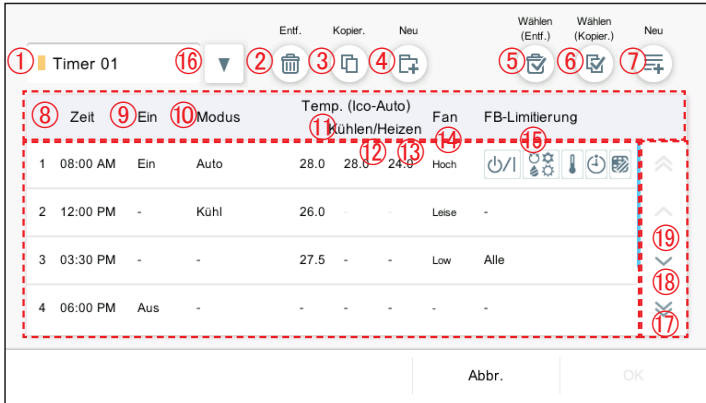 Entf. Kopier. Neu Wählen (Entf.) Wählen (Kopier.) Neu
① Timer 01 ⑯ ▼ ② ③ ④ ⑤ ⑥ ⑦
⑧ Zeit ⑨ Ein ⑩ Modus Temp. (Ico-Auto) Fan FB-Limitierung
⑪ Kühlen/Heizen ⑭ ⑮
⑫ ⑬
1 08:00 AM Ein Auto 28.0 28.0 24.0 Hoch
2 12:00 PM - Kühl 26.0 - - Leise -
⑲
3 03:30 PM - - 27.5 - - Low Alle
⑱
4 06:00 PM Aus - - - - - -
⑰
Abbr. OK